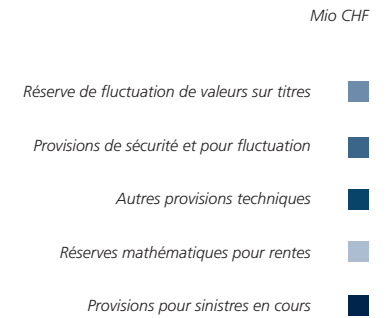 Mio CHF
Réserve de fluctuation de valeurs sur titres
Provisions de sécurité et pour fluctuation
Autres provisions techniques
Réserves mathématiques pour rentes
Provisions pour sinistres en cours